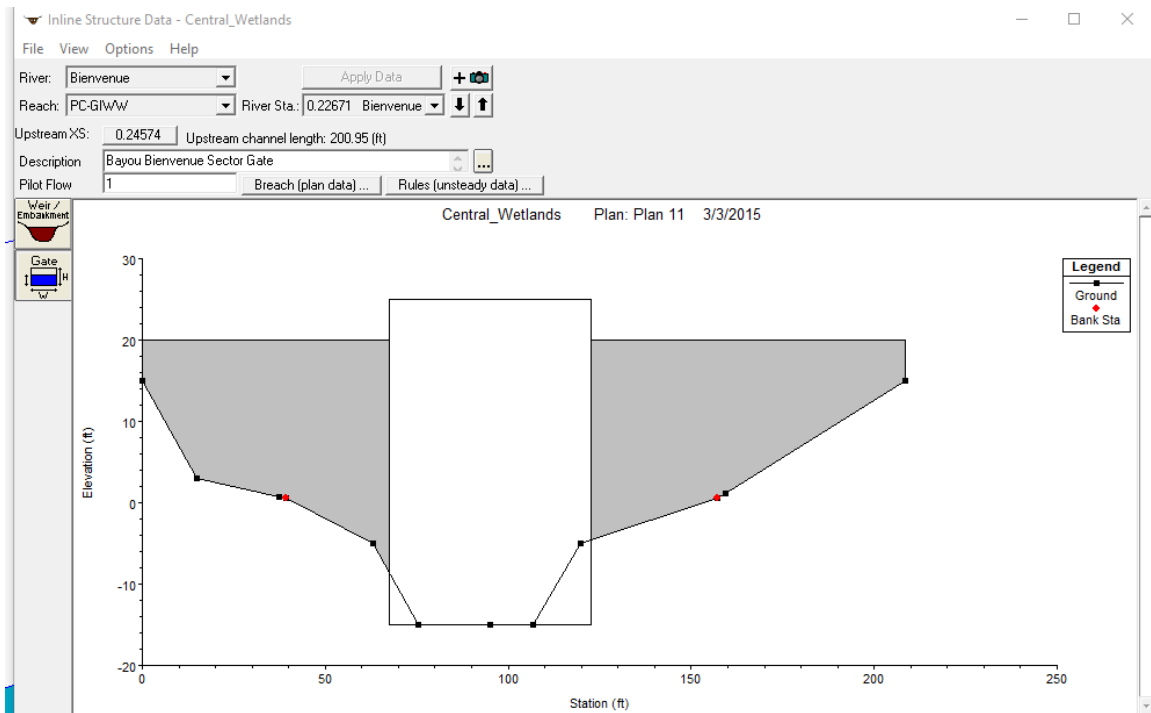 Inline Structure Data - Central_Wetlands
File View Options Help
River: Bienvenue Apply Data
Reach: PC-GIWW River Sta.: 0.22671 Bienvenue
Upstream XS: 0.24574 Upstream channel length: 200.95 (ft)
Description Bayou Bienvenue Sector Gate ...
Pilot Flow 1 Breach (plan data) ... Rules (unsteady data) ...
Weir /
Embankment
Gate
H
W
Central_Wetlands Plan: Plan 11 3/3/2015
Legend
Ground
Bank Sta
30
20
10
0
-10
-20
Elevation (ft)
0 50 100 150 200 250
Station (ft)